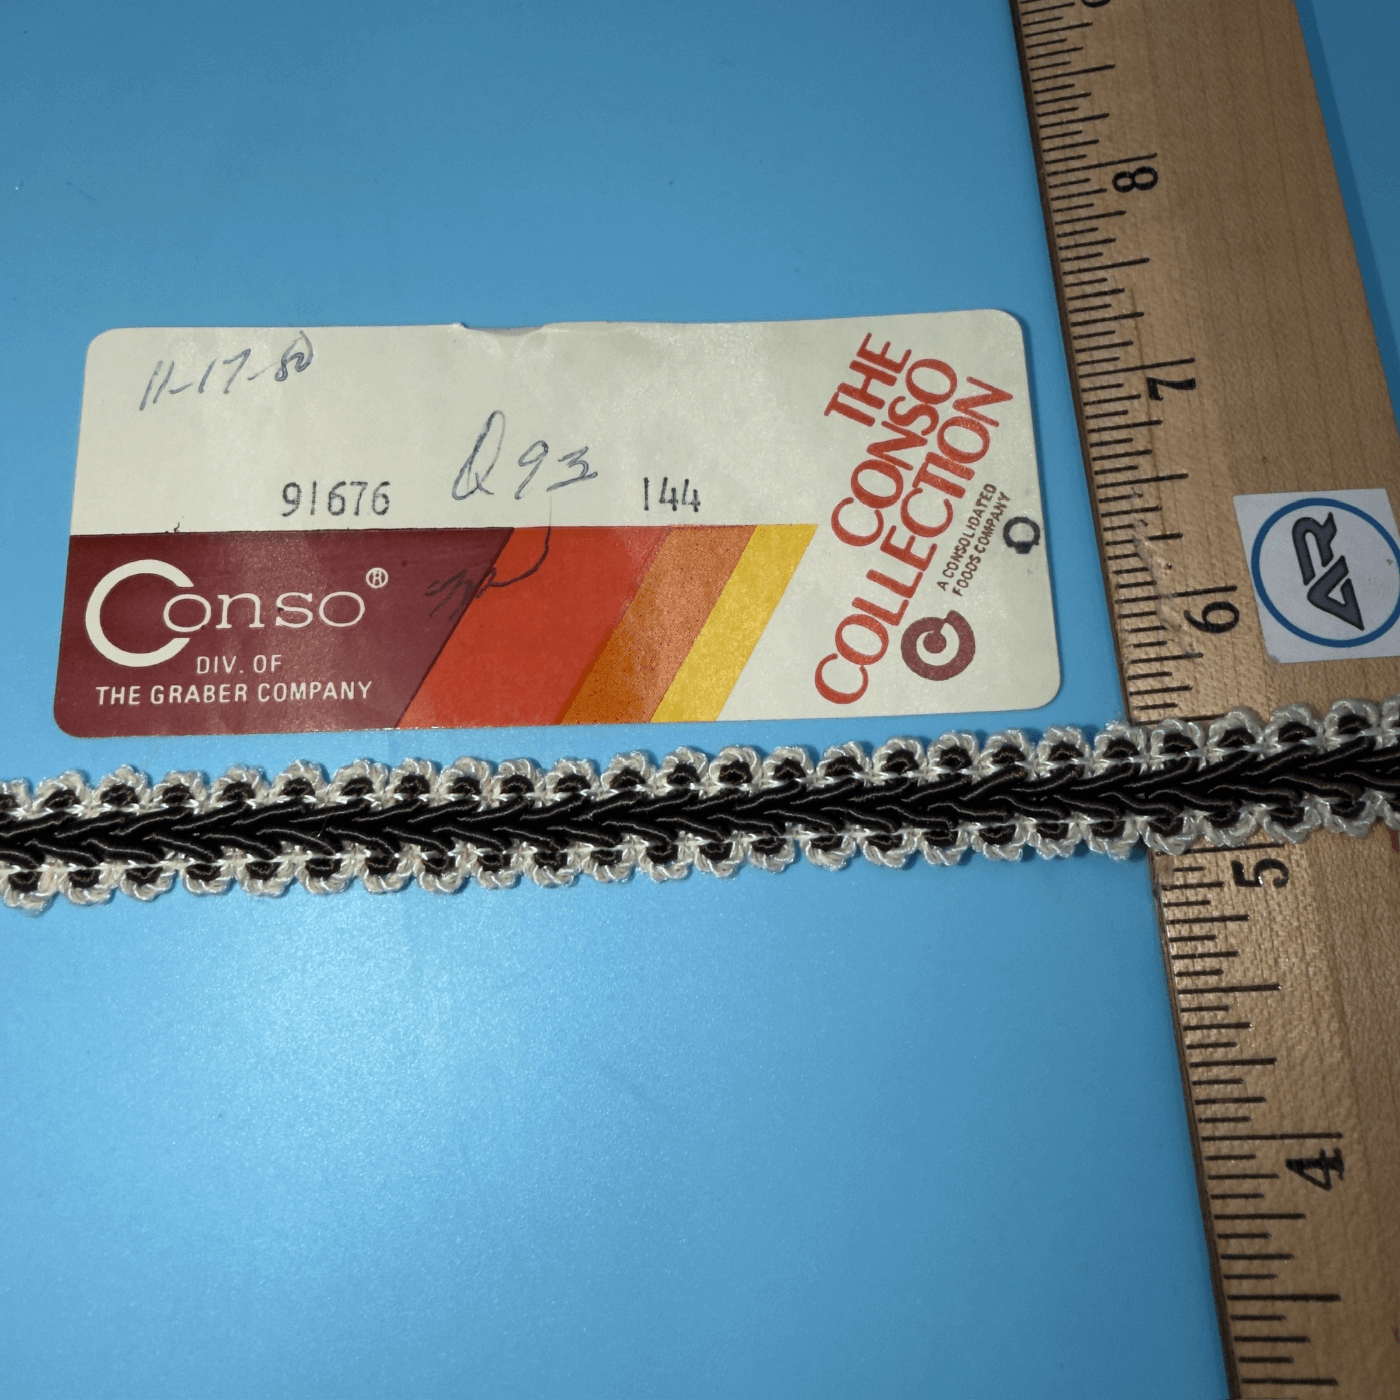 11-17-80
Q93
91676 144
Conso®
DIV. OF
THE GRABER COMPANY
THE
CONSO
COLLECTION
A CONSOLIDATED
FOODS COMPANY
8
7
6
5
4
AR